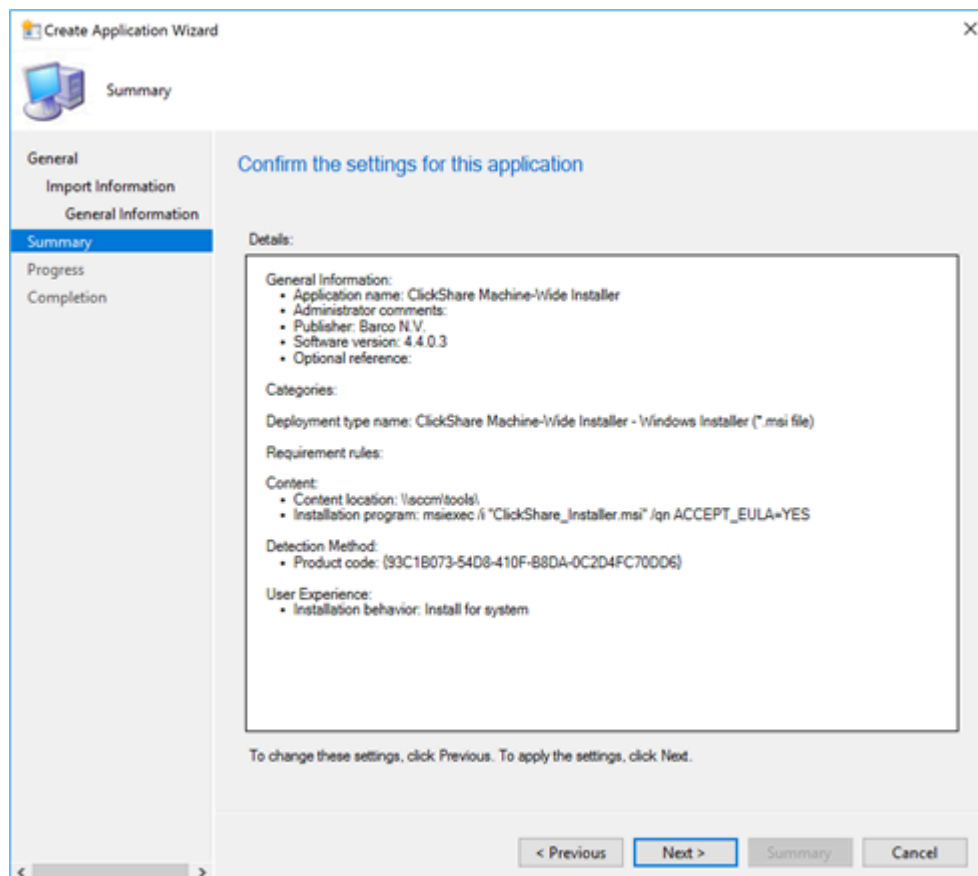 Create Application Wizard
Summary
General
Import Information
General Information
Summary
Progress
Completion
Confirm the settings for this application
Details:
General Information:
• Application name: ClickShare Machine-Wide Installer
• Administrator comments:
• Publisher: Barco N.V.
• Software version: 4.4.0.3
• Optional reference:
Categories:
Deployment type name: ClickShare Machine-Wide Installer - Windows Installer (*.msi file)
Requirement rules:
Content:
• Content location: \\sccm\tools\
• Installation program: msiexec /i "ClickShare_Installer.msi" /qn ACCEPT_EULA=YES
Detection Method:
• Product code: {93C1B073-54D8-410F-B8DA-0C2D4FC70DD6}
User Experience:
• Installation behavior: Install for system
To change these settings, click Previous. To apply the settings, click Next.
< Previous
Next >
Summary
Cancel